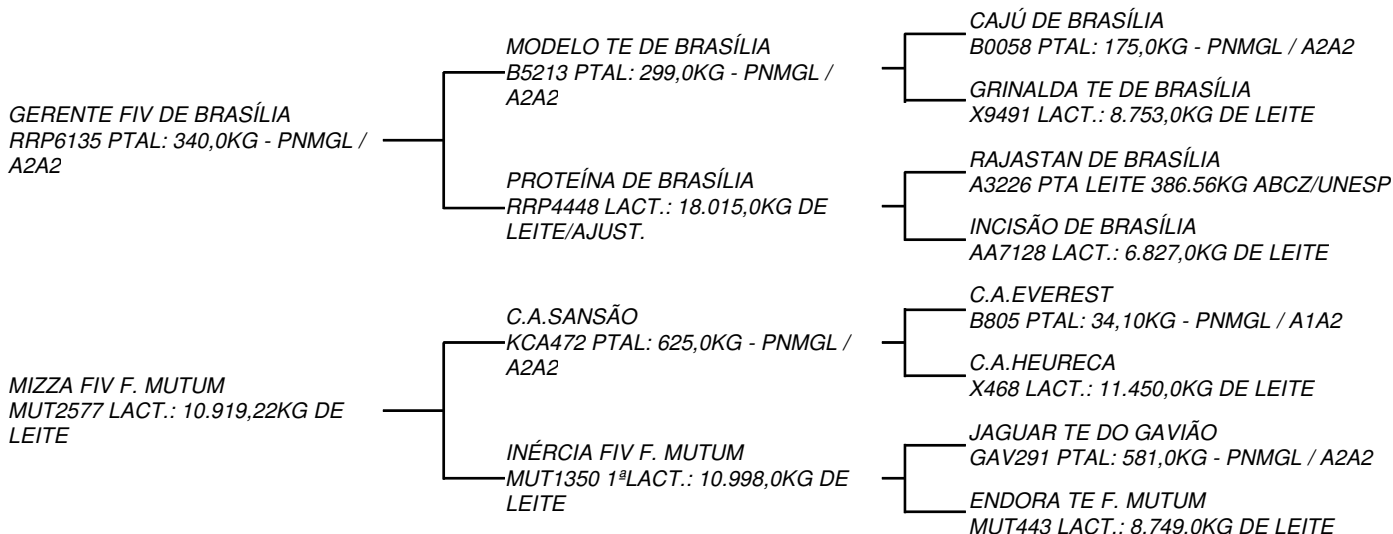 GERENTE FIV DE BRASÍLIA
RRP6135 PTAL: 340,0KG - PNMGL /
A2A2
MODELO TE DE BRASÍLIA
B5213 PTAL: 299,0KG - PNMGL /
A2A2
CAJÚ DE BRASÍLIA
B0058 PTAL: 175,0KG - PNMGL / A2A2
GRINALDA TE DE BRASÍLIA
X9491 LACT.: 8.753,0KG DE LEITE
PROTEÍNA DE BRASÍLIA
RRP4448 LACT.: 18.015,0KG DE
LEITE/AJUST.
RAJASTAN DE BRASÍLIA
A3226 PTA LEITE 386.56KG ABCZ/UNESP
INCISÃO DE BRASÍLIA
AA7128 LACT.: 6.827,0KG DE LEITE
MIZZA FIV F. MUTUM
MUT2577 LACT.: 10.919,22KG DE
LEITE
C.A.SANSÃO
KCA472 PTAL: 625,0KG - PNMGL /
A2A2
C.A.EVEREST
B805 PTAL: 34,10KG - PNMGL / A1A2
C.A.HEURECA
X468 LACT.: 11.450,0KG DE LEITE
INÉRCIA FIV F. MUTUM
MUT1350 1ªLACT.: 10.998,0KG DE
LEITE
JAGUAR TE DO GAVIÃO
GAV291 PTAL: 581,0KG - PNMGL / A2A2
ENDORA TE F. MUTUM
MUT443 LACT.: 8.749,0KG DE LEITE